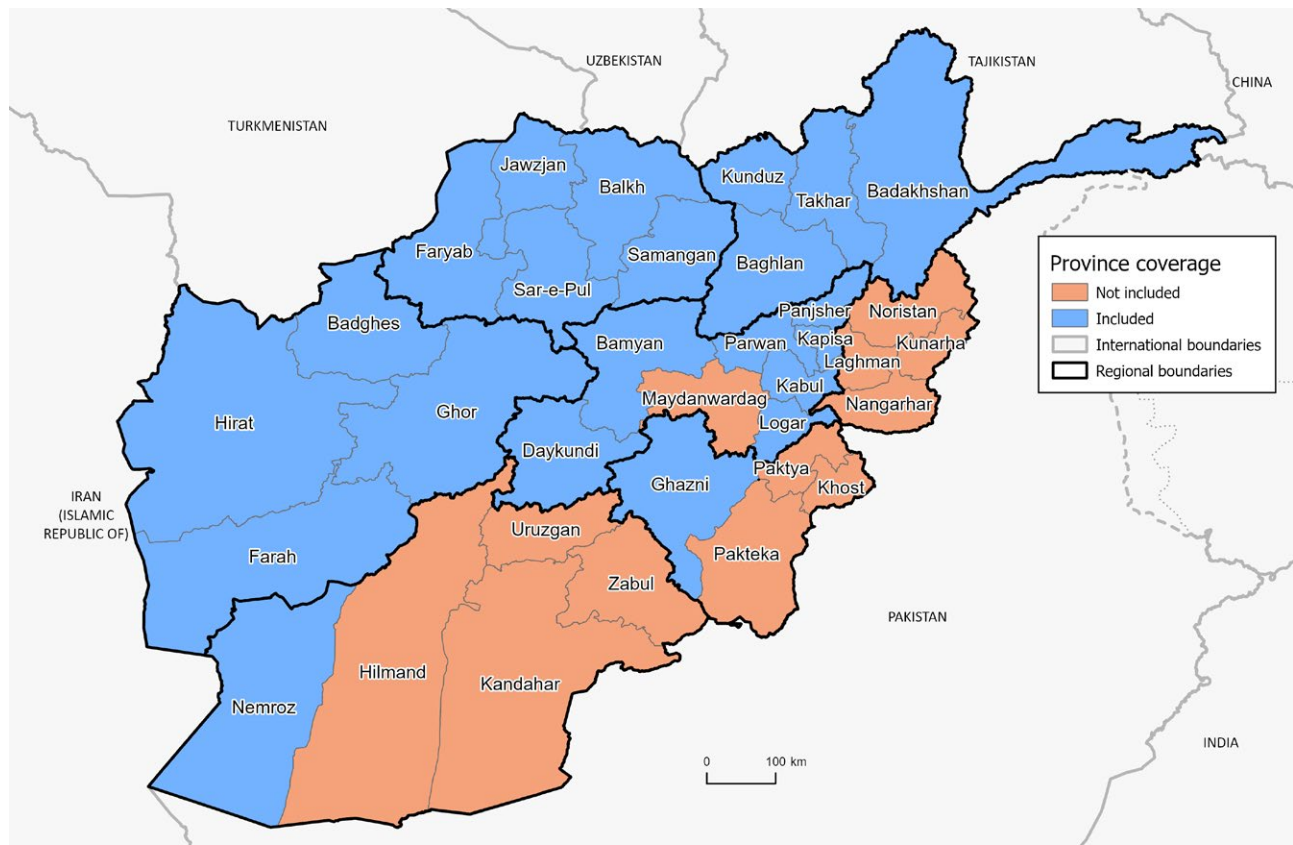 UZBEKISTAN
TAJIKISTAN
CHINA
TURKMENISTAN
Jawzjan
Balkh
Kunduz
Takhar
Badakhshan
Faryab
Samangan
Baghlan
Sar-e-Pul
Province coverage
Not included
Included
International boundaries
Regional boundaries
Badghes
Panjsher
Noristan
Bamyan
Parwan
Kapisa
Kunarha
Laghman
Kabul
Hirat
Ghor
Maydanwardag
Nangarhar
Logar
Daykundi
Ghazni
Paktya
Khost
IRAN
(ISLAMIC
REPUBLIC OF)
Uruzgan
Farah
Pakteka
Zabul
PAKISTAN
Hilmand
Kandahar
Nemroz
INDIA
0 100 km